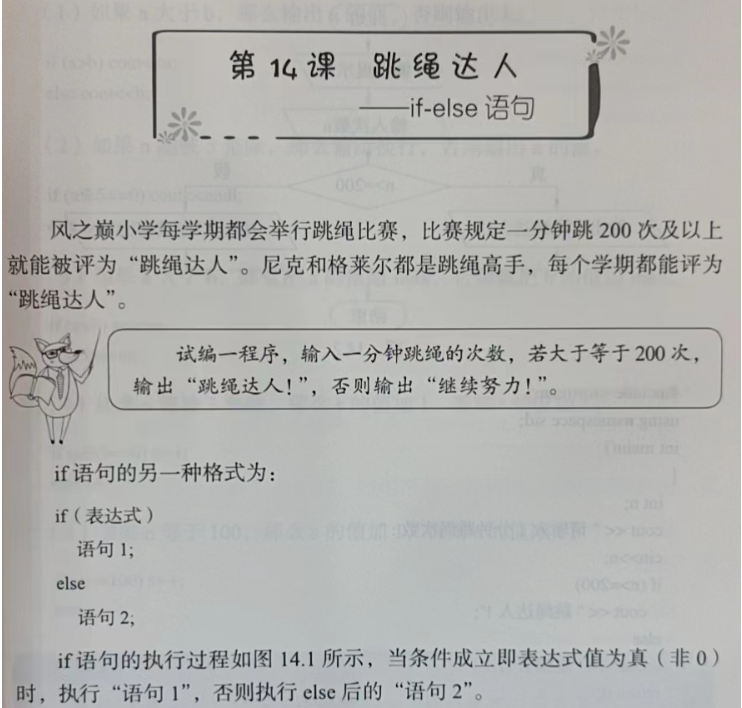 第 14 课 跳绳达人
——if-else 语句
风之巅小学每学期都会举行跳绳比赛，比赛规定一分钟跳 200 次及以上
就能被评为“跳绳达人”。尼克和格莱尔都是跳绳高手，每个学期都能评为
“跳绳达人”。
试编一程序，输入一分钟跳绳的次数，若大于等于 200 次，
输出“跳绳达人！”，否则输出“继续努力！”。
if 语句的另一种格式为：
if（表达式）
语句 1;
else
语句 2;
if 语句的执行过程如图 14.1 所示，当条件成立即表达式值为真（非 0）
时，执行“语句 1”，否则执行 else 后的“语句 2”。